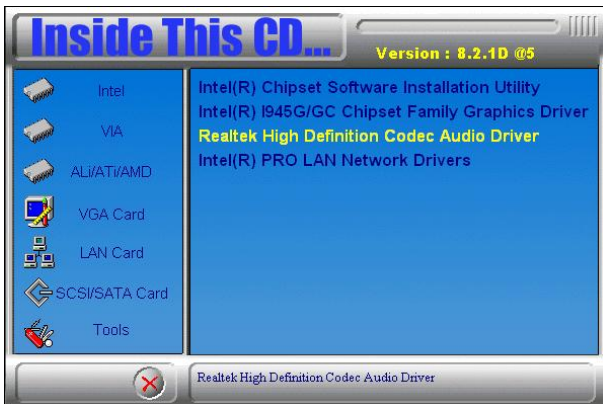 Inside This CD...
Version : 8.2.1D @5
Intel
VIA
ALi/ATi/AMD
VGA Card
LAN Card
SCSI/SATA Card
Tools
Intel(R) Chipset Software Installation Utility
Intel(R) I945G/GC Chipset Family Graphics Driver
Realtek High Definition Codec Audio Driver
Intel(R) PRO LAN Network Drivers
Realtek High Definition Codec Audio Driver